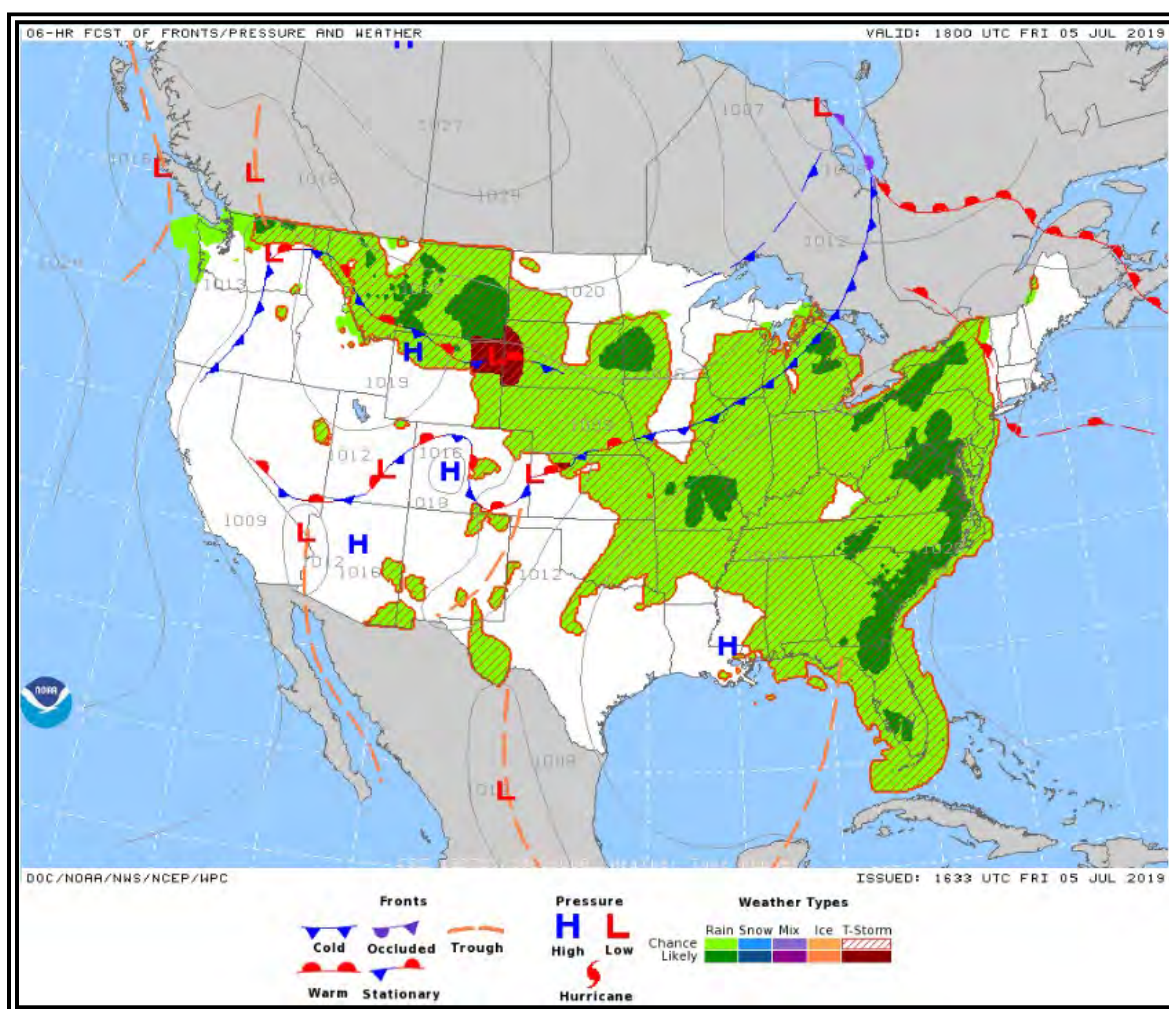 06-HR FCST OF FRONTS/PRESSURE AND WEATHER VALID: 1800 UTC FRI 05 JUL 2019
H
1027
1007
L
1016
L
L
1016
1024
1012
1020
L
1013
1020
H
L
1019
1012
1016
H
L
L
1018
1009
L
H
1012
1016
1012
1020
H
NOAA
1008
L
DOC/NOAA/NWS/NCEP/WPC ISSUED: 1633 UTC FRI 05 JUL 2019
Fronts Pressure Weather Types
Cold Occluded Trough
H L
High Low
Rain Snow Mix Ice T-Storm
Chance
Likely
Warm Stationary
Hurricane